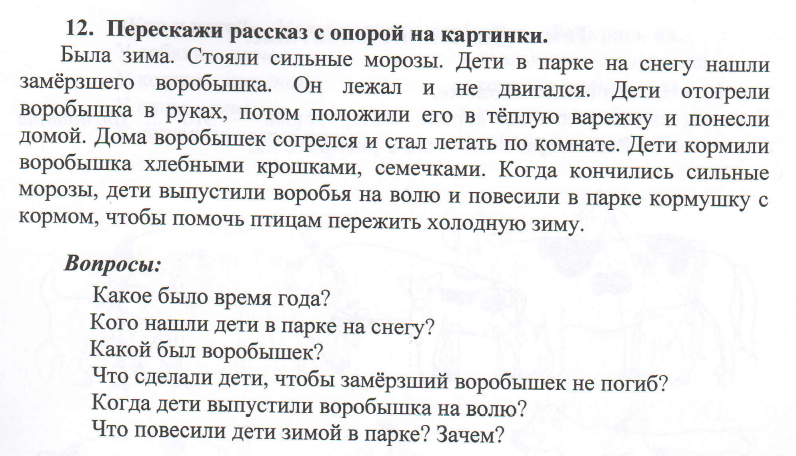 12. Перескажи рассказ с опорой на картинки.
Была зима. Стояли сильные морозы. Дети в парке на снегу нашли
замёрзшего воробышка. Он лежал и не двигался. Дети отогрели
воробышка в руках, потом положили его в тёплую варежку и понесли
домой. Дома воробышек согрелся и стал летать по комнате. Дети кормили
воробышка хлебными крошками, семечками. Когда кончились сильные
морозы, дети выпустили воробья на волю и повесили в парке кормушку с
кормом, чтобы помочь птицам пережить холодную зиму.
Вопросы:
Какое было время года?
Кого нашли дети в парке на снегу?
Какой был воробышек?
Что сделали дети, чтобы замёрзший воробышек не погиб?
Когда дети выпустили воробышка на волю?
Что повесили дети зимой в парке? Зачем?